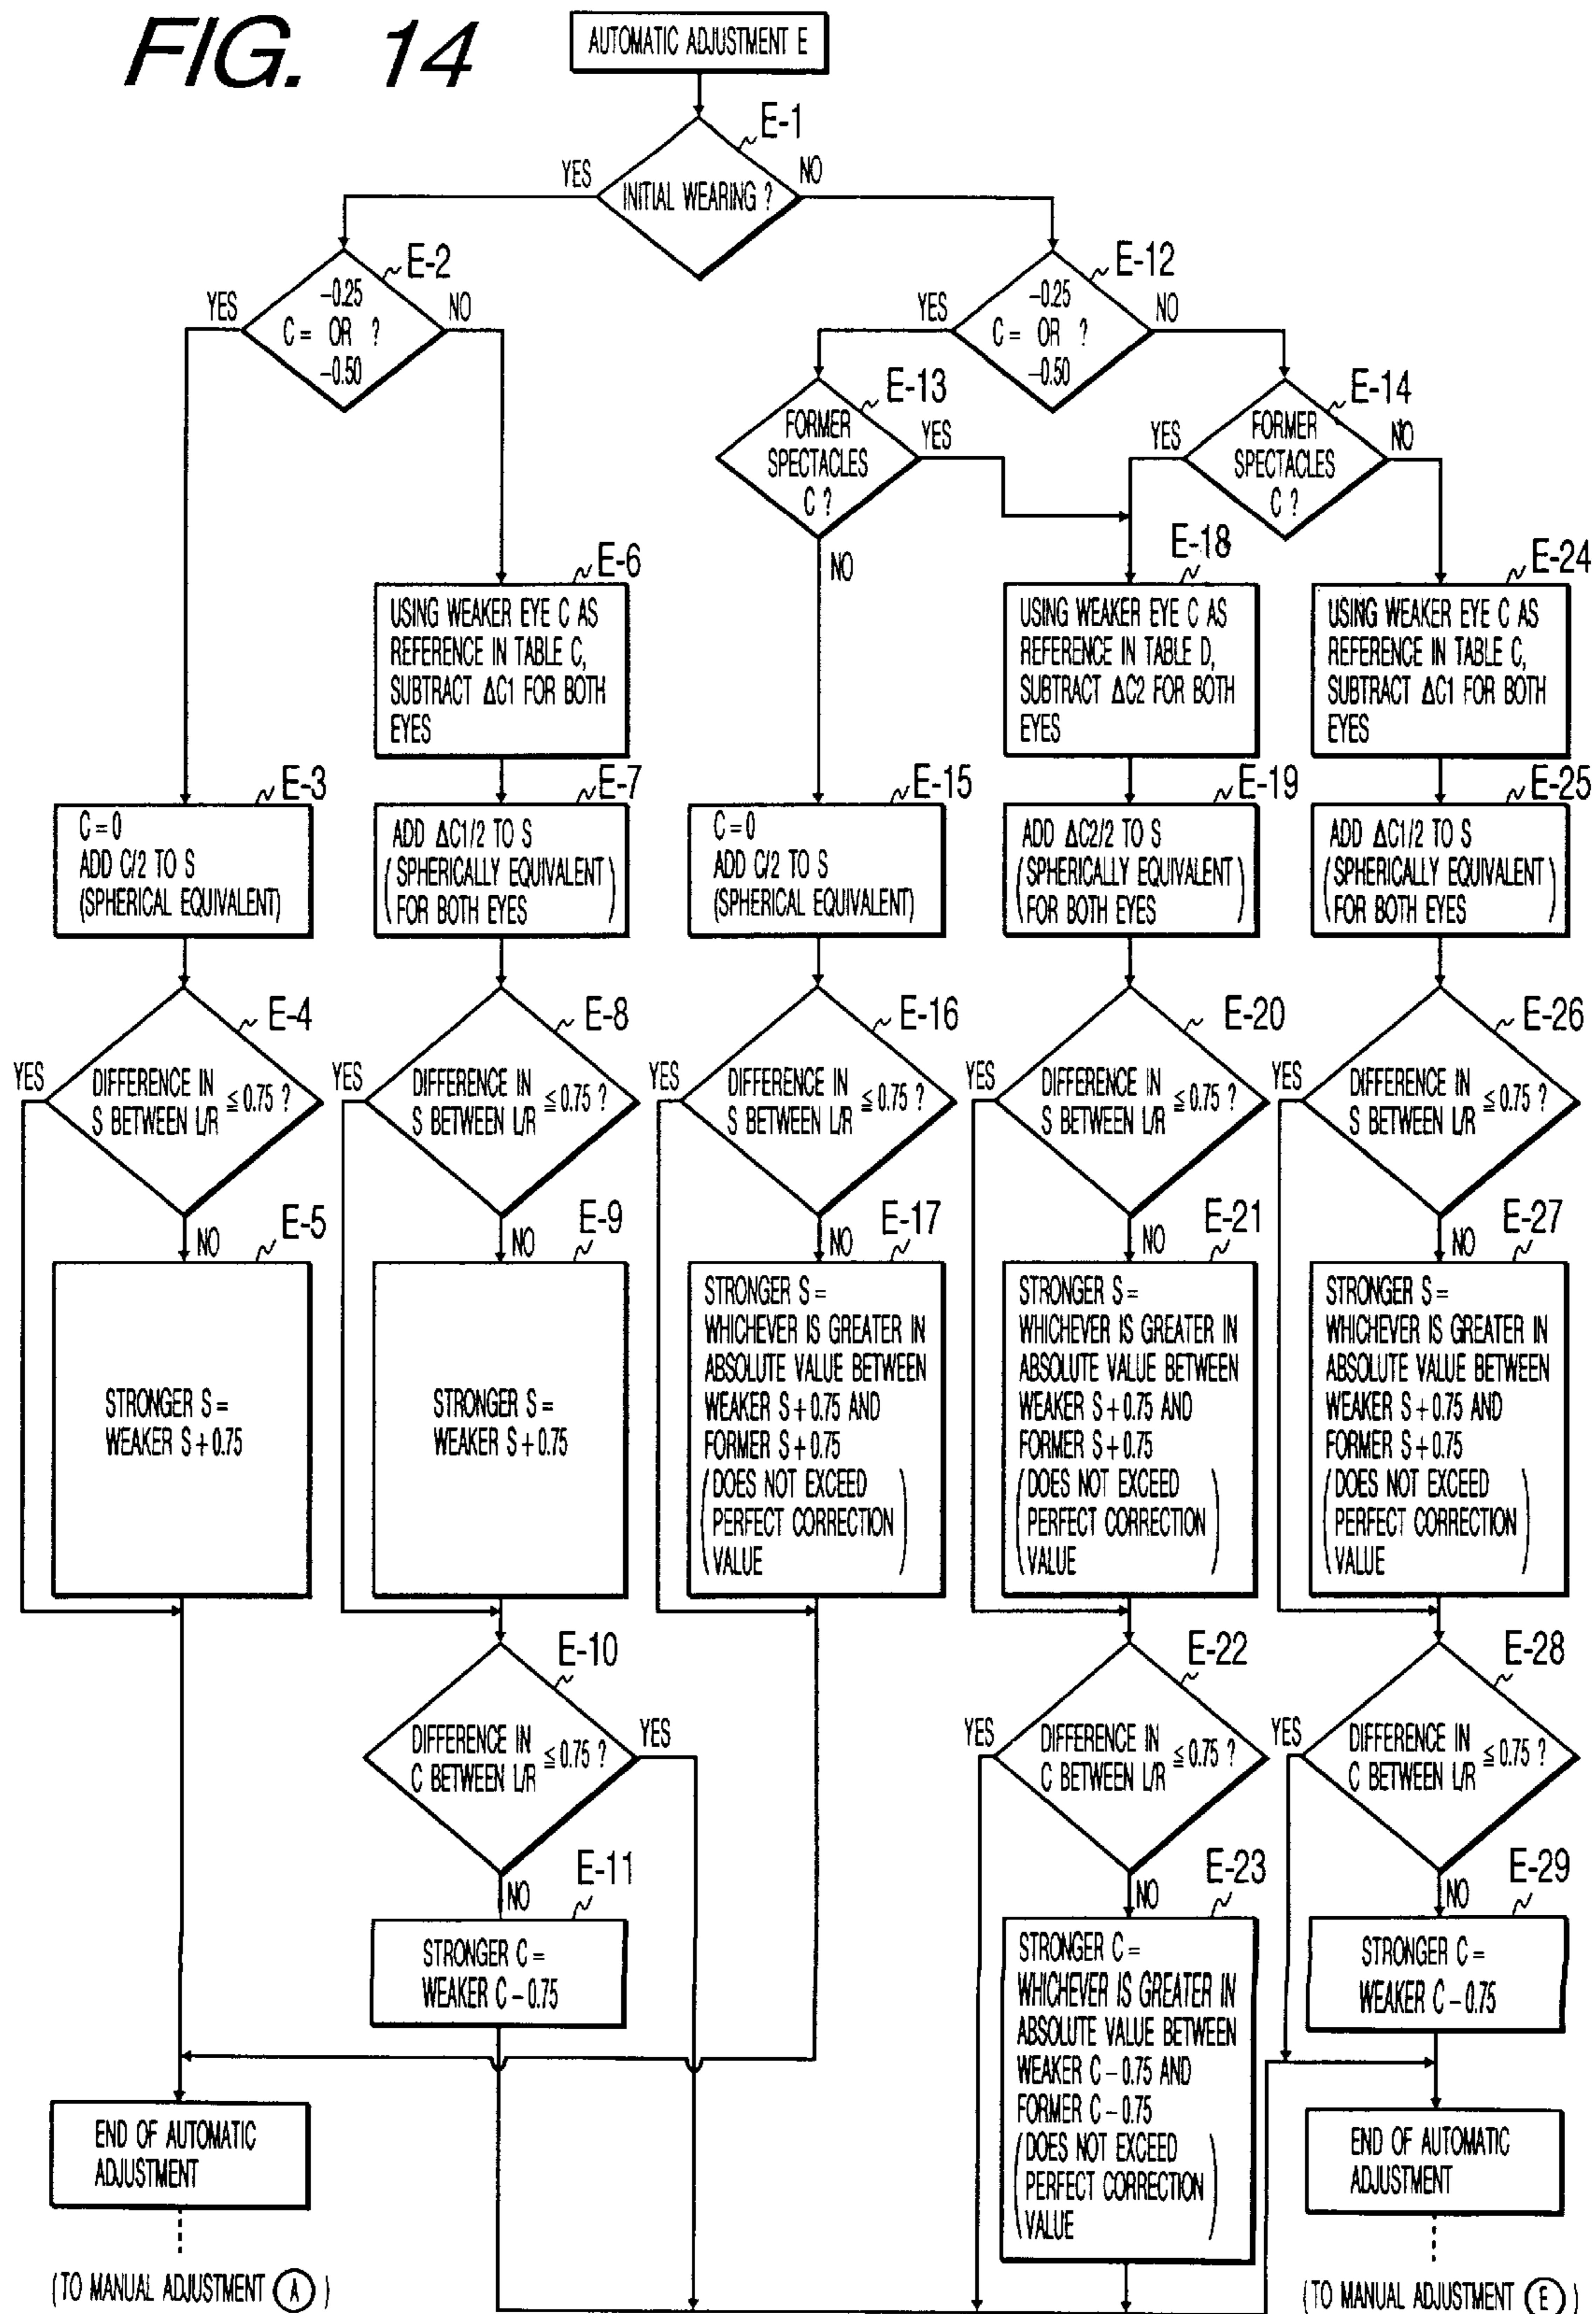 FIG. 14
AUTOMATIC ADJUSTMENT E
E-1
YES
INITIAL WEARING ?
NO
E-2
YES
-0.25
C = OR ?
-0.50
NO
E-12
YES
-0.25
C = OR ?
-0.50
NO
E-13
FORMER
SPECTACLES
C ?
YES
NO
E-14
YES
FORMER
SPECTACLES
C ?
NO
E-6
USING WEAKER EYE C AS
REFERENCE IN TABLE C,
SUBTRACT ΔC1 FOR BOTH
EYES
E-18
USING WEAKER EYE C AS
REFERENCE IN TABLE D,
SUBTRACT ΔC2 FOR BOTH
EYES
E-24
USING WEAKER EYE C AS
REFERENCE IN TABLE C,
SUBTRACT ΔC1 FOR BOTH
EYES
E-3
C = 0
ADD C/2 TO S
(SPHERICAL EQUIVALENT)
E-7
ADD ΔC1/2 TO S
(SPHERICALLY EQUIVALENT
FOR BOTH EYES)
E-15
C = 0
ADD C/2 TO S
(SPHERICAL EQUIVALENT)
E-19
ADD ΔC2/2 TO S
(SPHERICALLY EQUIVALENT
FOR BOTH EYES)
E-25
ADD ΔC1/2 TO S
(SPHERICALLY EQUIVALENT
FOR BOTH EYES)
E-4
YES
DIFFERENCE IN
S BETWEEN L/R ≦ 0.75 ?
NO
E-8
YES
DIFFERENCE IN
S BETWEEN L/R ≦ 0.75 ?
NO
E-16
YES
DIFFERENCE IN
S BETWEEN L/R ≦ 0.75 ?
NO
E-20
YES
DIFFERENCE IN
S BETWEEN L/R ≦ 0.75 ?
NO
E-26
YES
DIFFERENCE IN
S BETWEEN L/R ≦ 0.75 ?
NO
E-5
STRONGER S =
WEAKER S + 0.75
E-9
STRONGER S =
WEAKER S + 0.75
E-17
STRONGER S =
WHICHEVER IS GREATER IN
ABSOLUTE VALUE BETWEEN
WEAKER S + 0.75 AND
FORMER S + 0.75
(DOES NOT EXCEED
PERFECT CORRECTION
VALUE)
E-21
STRONGER S =
WHICHEVER IS GREATER IN
ABSOLUTE VALUE BETWEEN
WEAKER S + 0.75 AND
FORMER S + 0.75
(DOES NOT EXCEED
PERFECT CORRECTION
VALUE)
E-27
STRONGER S =
WHICHEVER IS GREATER IN
ABSOLUTE VALUE BETWEEN
WEAKER S + 0.75 AND
FORMER S + 0.75
(DOES NOT EXCEED
PERFECT CORRECTION
VALUE)
E-10
DIFFERENCE IN
C BETWEEN L/R ≦ 0.75 ?
YES
NO
E-22
YES
DIFFERENCE IN
C BETWEEN L/R ≦ 0.75 ?
NO
E-28
YES
DIFFERENCE IN
C BETWEEN L/R ≦ 0.75 ?
NO
E-11
STRONGER C =
WEAKER C - 0.75
E-23
STRONGER C =
WHICHEVER IS GREATER IN
ABSOLUTE VALUE BETWEEN
WEAKER C - 0.75 AND
FORMER C - 0.75
(DOES NOT EXCEED
PERFECT CORRECTION
VALUE)
E-29
STRONGER C =
WEAKER C - 0.75
END OF AUTOMATIC
ADJUSTMENT
(TO MANUAL ADJUSTMENT A)
END OF AUTOMATIC
ADJUSTMENT
(TO MANUAL ADJUSTMENT E)